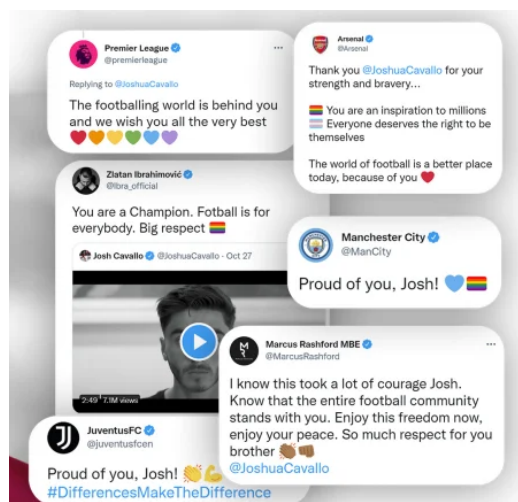 Premier League
@premierleague
Replying to @JoshuaCavallo
The footballing world is behind you
and we wish you all the very best
❤️🧡💛💚💙💜
Arsenal
@Arsenal
Thank you @JoshuaCavallo for your
strength and bravery...
🏳️‍🌈 You are an inspiration to millions
🏳️‍⚧️ Everyone deserves the right to be
themselves
The world of football is a better place
today, because of you ❤️
Zlatan Ibrahimović
@Ibra_official
You are a Champion. Fotball is for
everybody. Big respect 🏳️‍🌈
Josh Cavallo @JoshuaCavallo · Oct 27
2:49 7.1M views
Manchester City
@ManCity
Proud of you, Josh! 💙🏳️‍🌈
Marcus Rashford MBE
@MarcusRashford
I know this took a lot of courage Josh.
Know that the entire football community
stands with you. Enjoy this freedom now,
enjoy your peace. So much respect for you
brother 👏🏾👊🏾
@JoshuaCavallo
JuventusFC
@juventusfcen
Proud of you, Josh! 👏💪
#DifferencesMakeTheDifference